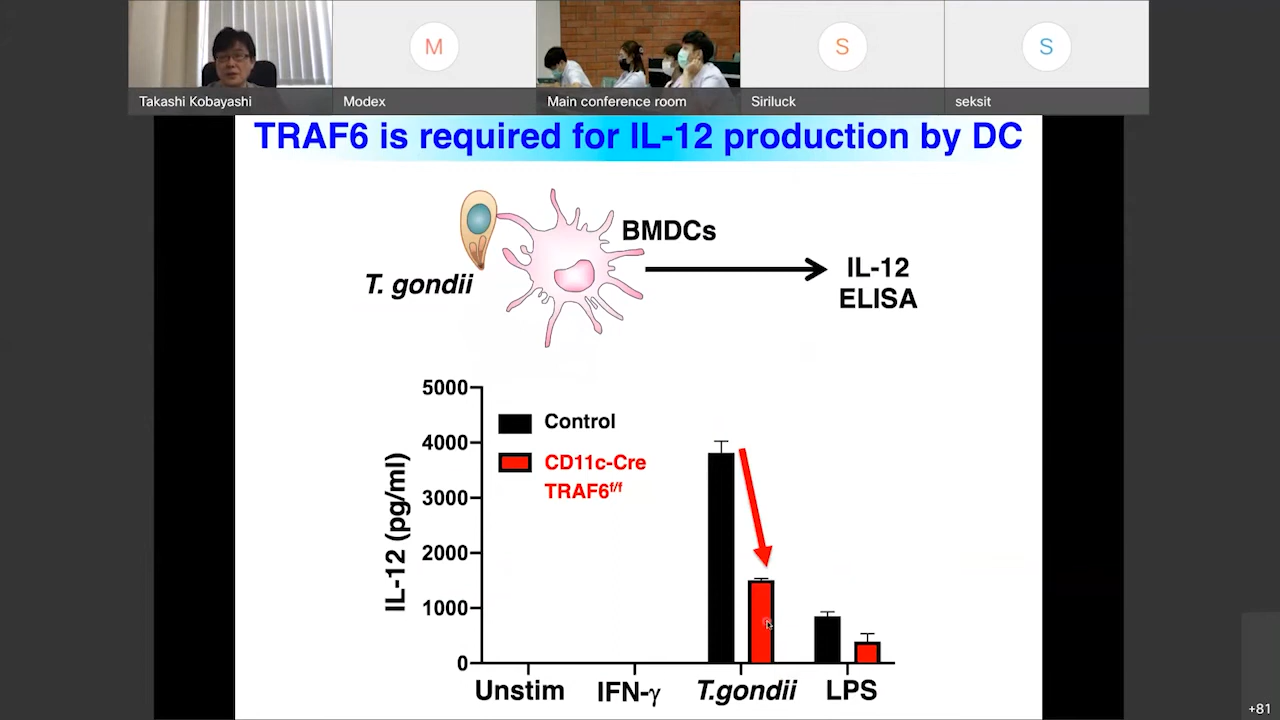 M
S
S
Takashi Kobayashi
Modex
Main conference room
Siriluck
seksit
TRAF6 is required for IL-12 production by DC
BMDCs
T. gondii
IL-12
ELISA
5000
4000
3000
2000
1000
0
IL-12 (pg/ml)
Control
CD11c-Cre
TRAF6f/f
Unstim
IFN-γ
T.gondii
LPS
+81